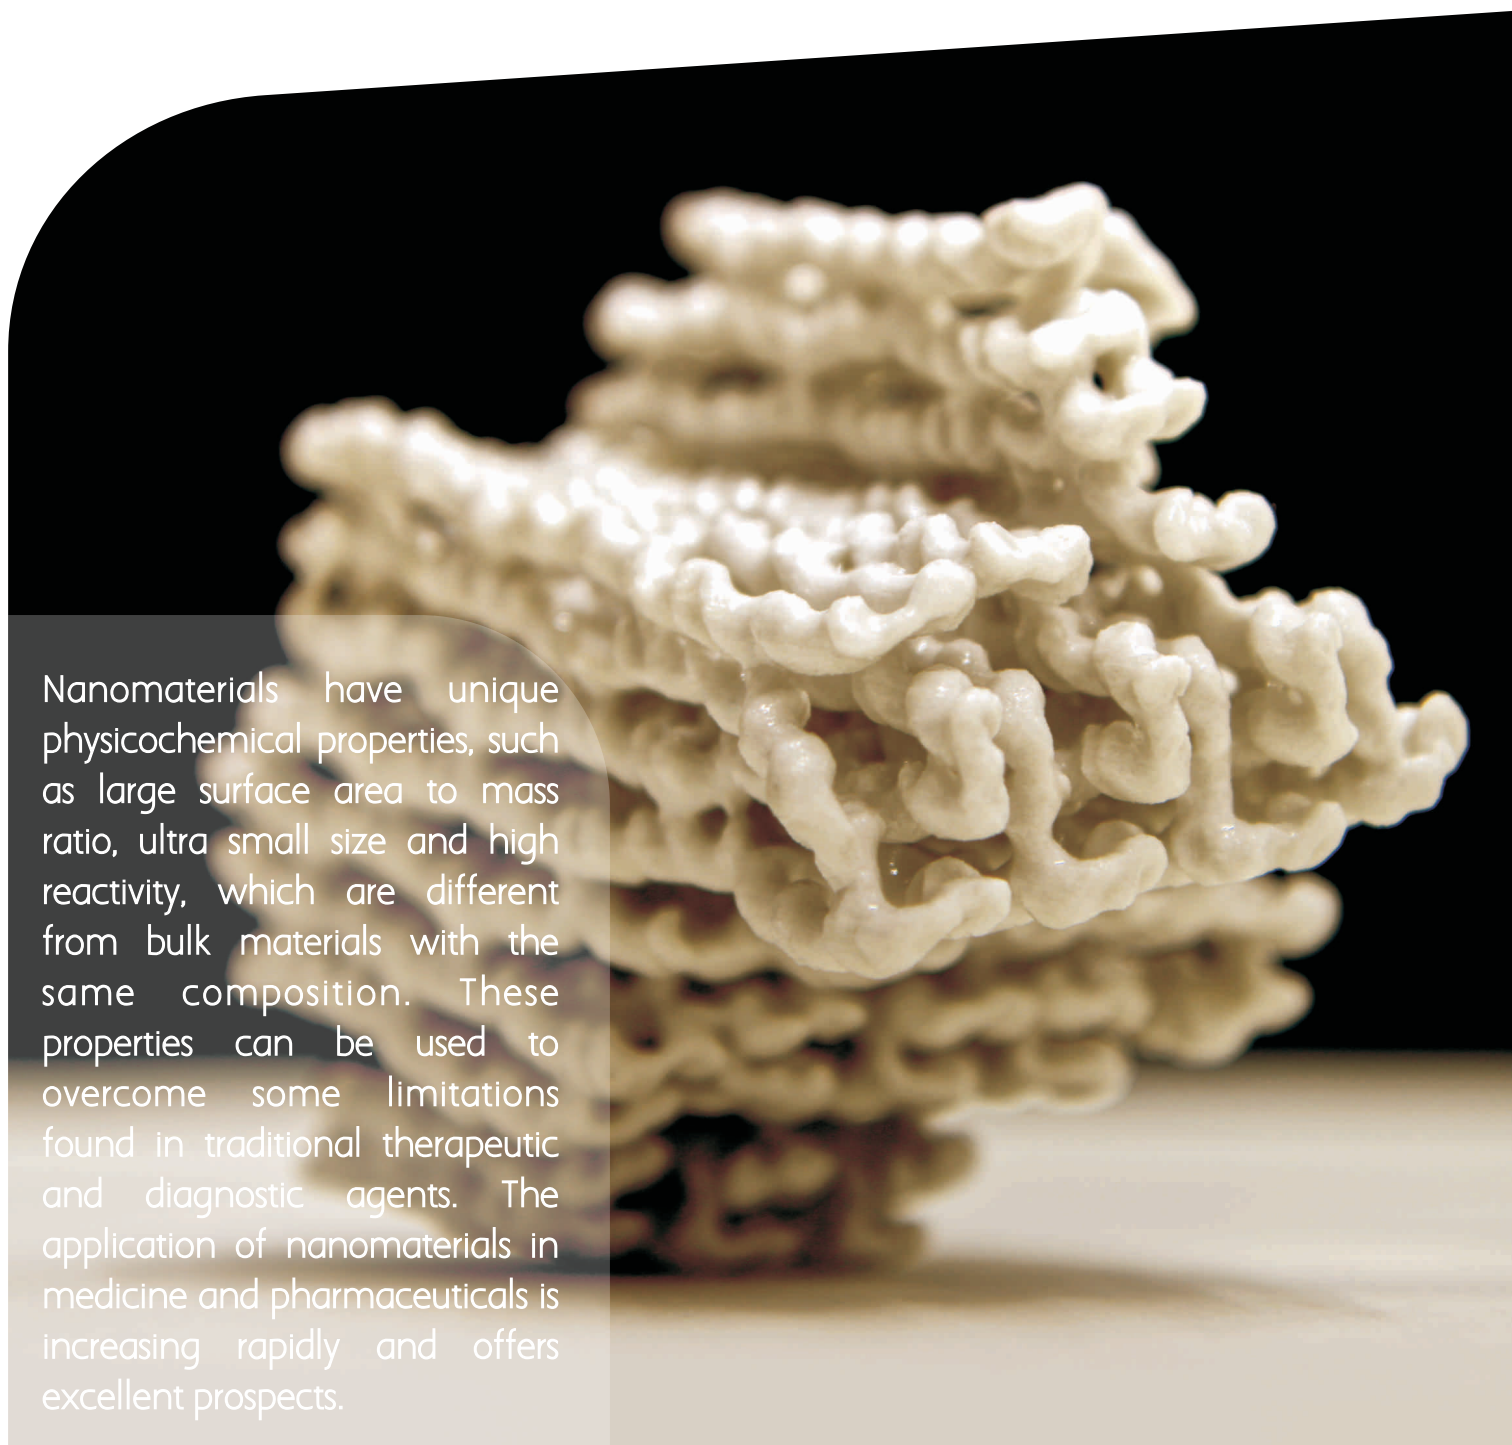 Nanomaterials have unique
physicochemical properties, such
as large surface area to mass
ratio, ultra small size and high
reactivity, which are different
from bulk materials with the
same composition. These
properties can be used to
overcome some limitations
found in traditional therapeutic
and diagnostic agents. The
application of nanomaterials in
medicine and pharmaceuticals is
increasing rapidly and offers
excellent prospects.